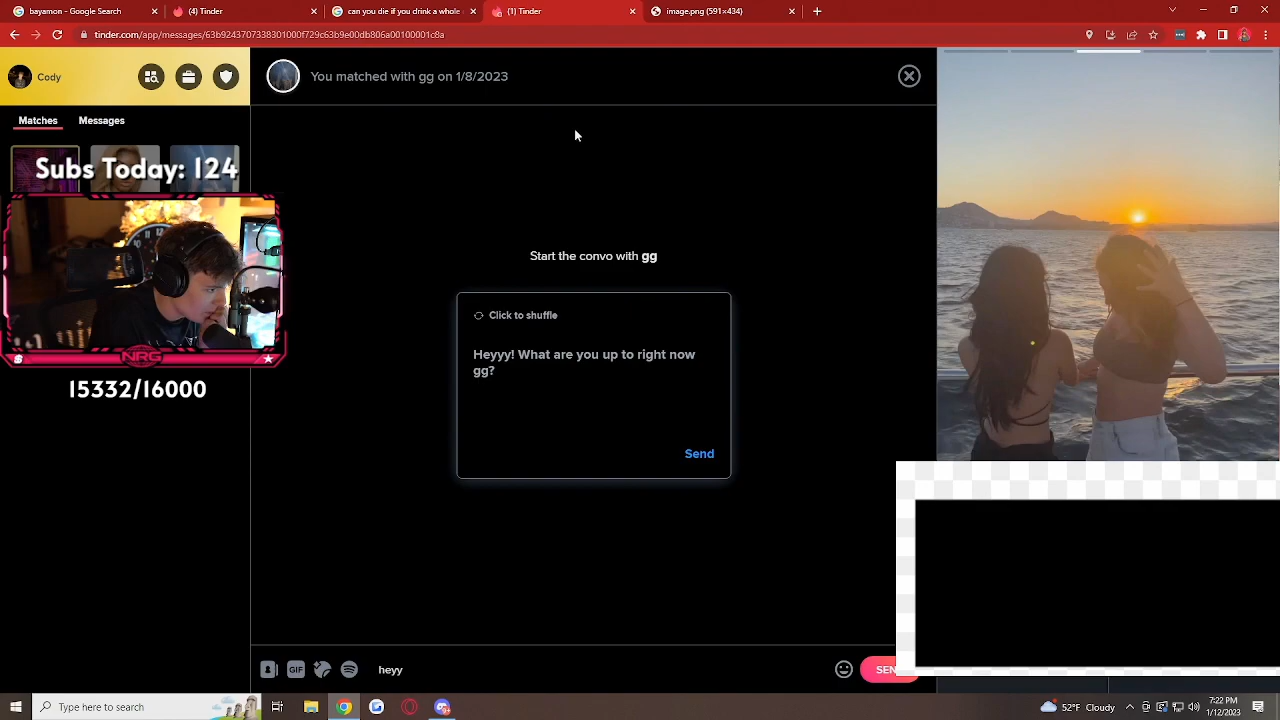 bayamon - Google Search
(4) Tinder
can you die if you drink a whole
(1) Tinder
image.png (591×434)
tinder.com/app/messages/63b9243707338301000f729c63b9e00db806a00100001c8a
Cody
You matched with gg on 1/8/2023
Matches
Messages
Subs Today: 124
Start the convo with gg
Click to shuffle
Heyyy! What are you up to right now
gg?
Send
NRG
15332/16000
GIF
heyy
SEN
Type here to search
52°F Cloudy
7:22 PM
1/12/2023